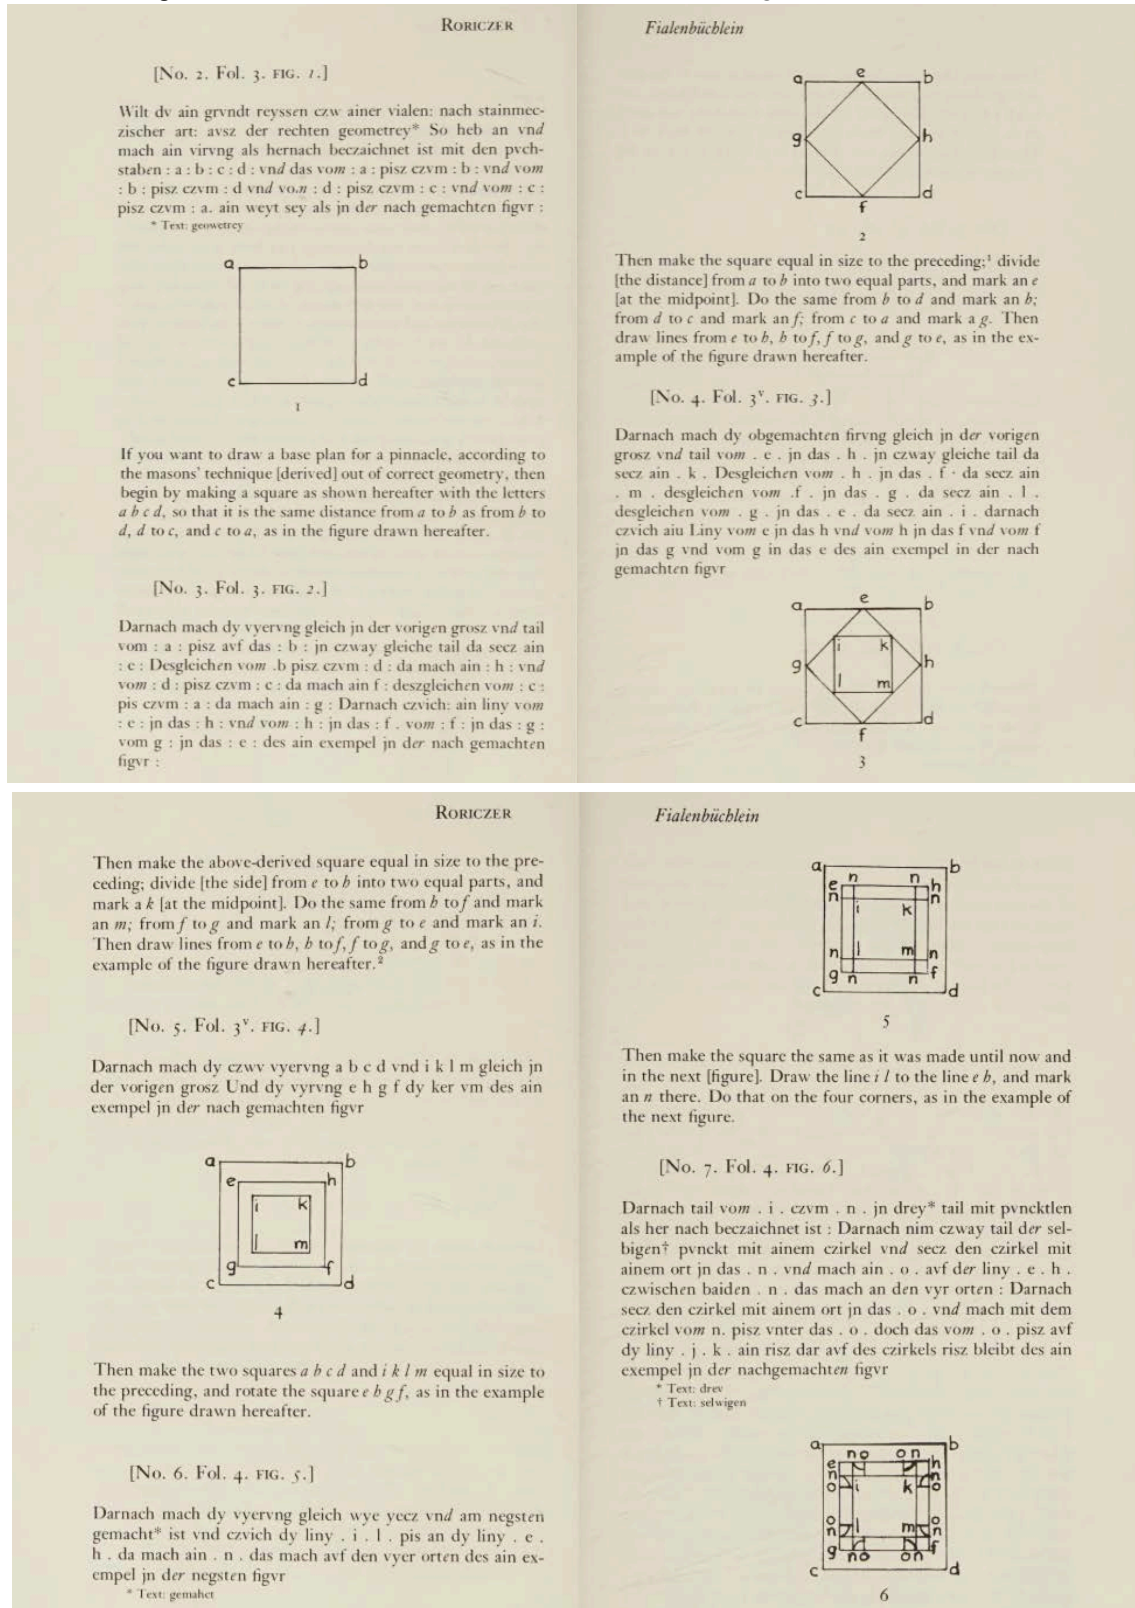 RORICZER
[No. 2. Fol. 3. FIG. 1.]
Wilt dv ain grvndt reyssen czw ainer vialen: nach stainmec-
zischer art: avsz der rechten geometrey* So heb an vnd
mach ain virvng als hernach beczaichnet ist mit den pvch-
staben : a : b : c : d : vnd das vom : a : pisz czvm : b : vnd vom
: b : pisz czvm : d vnd vom : d : pisz czvm : c : vnd vom : c :
pisz czvm : a. ain weyt sey als jn der nach gemachten figvr :
* Text: geowetrey
a b
c d
1
If you want to draw a base plan for a pinnacle, according to
the masons' technique [derived] out of correct geometry, then
begin by making a square as shown hereafter with the letters
a b c d, so that it is the same distance from a to b as from b to
d, d to c, and c to a, as in the figure drawn hereafter.
[No. 3. Fol. 3. FIG. 2.]
Darnach mach dy vyervng gleich jn der vorigen grosz vnd tail
vom : a : pisz avf das : b : jn czway gleiche tail da secz ain
: e : Desgleichen vom .b pisz czvm : d : da mach ain : h : vnd
vom : d : pisz czvm : c : da mach ain f : deszgleichen vom : c :
pis czvm : a : da mach ain : g : Darnach czvich: ain liny vom
: e : jn das : h : vnd vom : h : jn das : f . vom : f : jn das : g :
vom g : jn das : e : des ain exempel jn der nach gemachten
figvr :
Fialenbüchlein
a e b
g h
c f d
2
Then make the square equal in size to the preceding;¹ divide
[the distance] from a to b into two equal parts, and mark an e
[at the midpoint]. Do the same from b to d and mark an h;
from d to c and mark an f; from c to a and mark a g. Then
draw lines from e to h, h to f, f to g, and g to e, as in the ex-
ample of the figure drawn hereafter.
[No. 4. Fol. 3ᵛ. FIG. 3.]
Darnach mach dy obgemachten firvng gleich jn der vorigen
grosz vnd tail vom . e . jn das . h . jn czway gleiche tail da
secz ain . k . Desgleichen vom . h . jn das . f · da secz ain
. m . desgleichen vom .f . jn das . g . da secz ain . l .
desgleichen vom . g . jn das . e . da secz ain . i . darnach
czvich aiu Liny vom e jn das h vnd vom h jn das f vnd vom f
jn das g vnd vom g in das e des ain exempel in der nach
gemachten figvr
a e b
i k
g h
l m
c f d
3
RORICZER
Then make the above-derived square equal in size to the pre-
ceding; divide [the side] from e to h into two equal parts, and
mark a k [at the midpoint]. Do the same from h to f and mark
an m; from f to g and mark an l; from g to e and mark an i.
Then draw lines from e to h, h to f, f to g, and g to e, as in the
example of the figure drawn hereafter.²
[No. 5. Fol. 3ᵛ. FIG. 4.]
Darnach mach dy czwv vyervng a b c d vnd i k l m gleich jn
der vorigen grosz Und dy vyrvng e h g f dy ker vm des ain
exempel jn der nach gemachten figvr
a b
e h
i k
l m
g f
c d
4
Then make the two squares a b c d and i k l m equal in size to
the preceding, and rotate the square e h g f, as in the example
of the figure drawn hereafter.
[No. 6. Fol. 4. FIG. 5.]
Darnach mach dy vyervng gleich wye yecz vnd am negsten
gemacht* ist vnd czvich dy liny . i . l . pis an dy liny . e .
h . da mach ain . n . das mach avf den vyer orten des ain ex-
empel jn der negsten figvr
* Text: gemahct
Fialenbüchlein
a b
e n n h
n n
i k
n l m n
g n n f
c d
5
Then make the square the same as it was made until now and
in the next [figure]. Draw the line i l to the line e h, and mark
an n there. Do that on the four corners, as in the example of
the next figure.
[No. 7. Fol. 4. FIG. 6.]
Darnach tail vom . i . czvm . n . jn drey* tail mit pvncktlen
als her nach beczaichnet ist : Darnach nim czway tail der sel-
bigen† pvnckt mit ainem czirkel vnd secz den czirkel mit
ainem ort jn das . n . vnd mach ain . o . avf der liny . e . h .
czwischen baiden . n . das mach an den vyr orten : Darnach
secz den czirkel mit ainem ort jn das . o . vnd mach mit dem
czirkel vom n. pisz vnter das . o . doch das vom . o . pisz avf
dy liny . j . k . ain risz dar avf des czirkels risz bleibt des ain
exempel jn der nachgemachten figvr
* Text: drev
† Text: selwigen
a b
n o o n
e h
n n
o i k o
o o
n l m n
g f
n o o n
c d
6